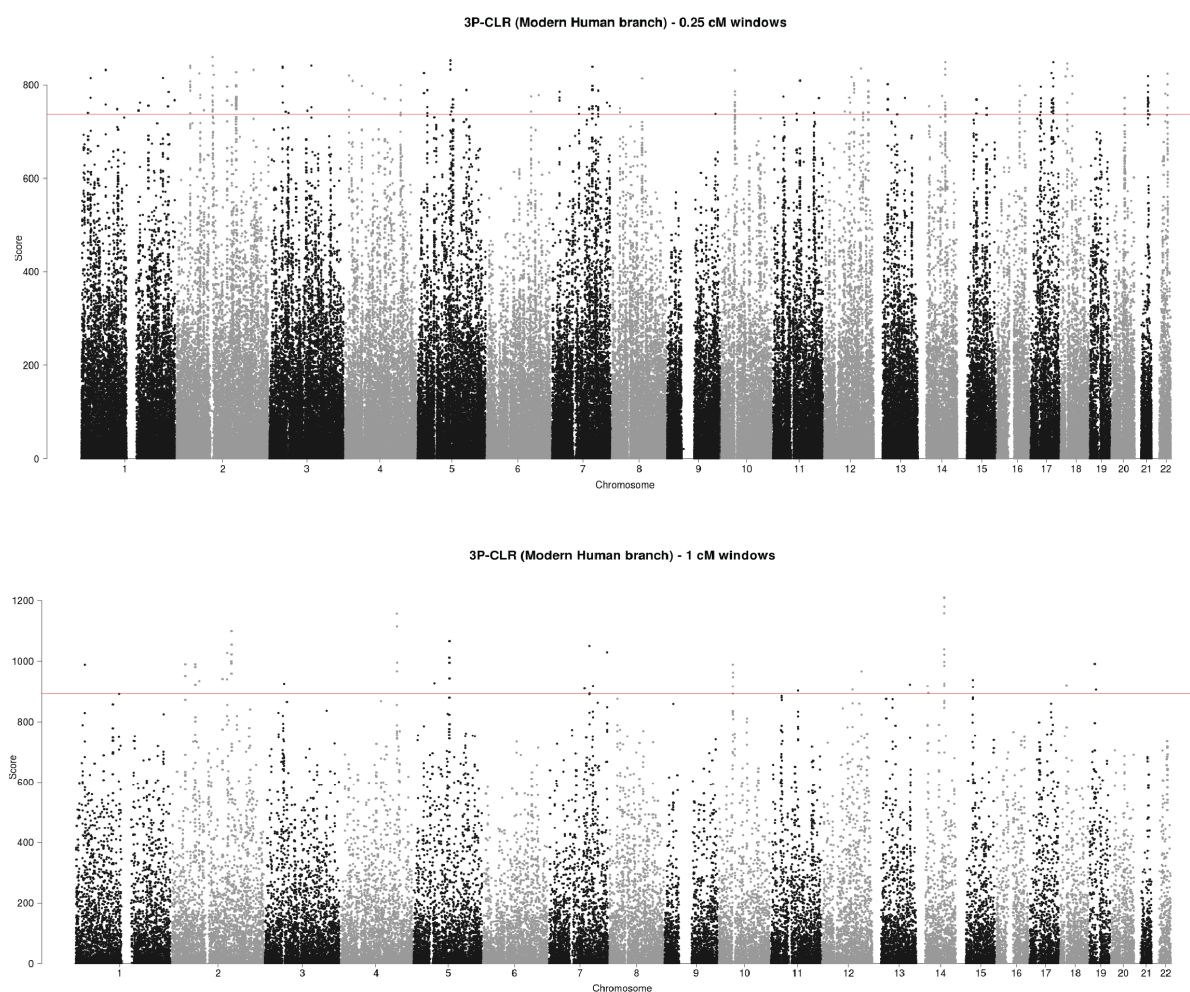 3P-CLR (Modern Human branch) - 0.25 cM windows
800
600
400
200
0
Score
1 2 3 4 5 6 7 8 9 10 11 12 13 14 15 16 17 18 19 20 21 22
Chromosome
3P-CLR (Modern Human branch) - 1 cM windows
1200
1000
800
600
400
200
0
Score
1 2 3 4 5 6 7 8 9 10 11 12 13 14 15 16 17 18 19 20 21 22
Chromosome